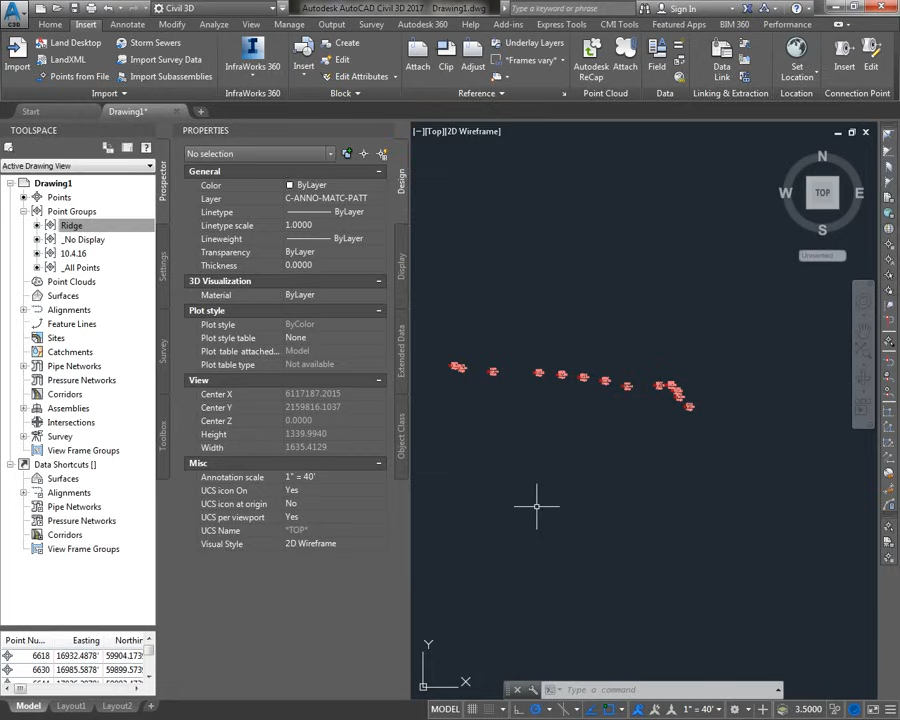 Civil 3D
Autodesk AutoCAD Civil 3D 2017 Drawing1.dwg
Type a keyword or phrase
Sign In
C3D
Home Insert Annotate Modify Analyze View Manage Output Survey Autodesk 360 Help Add-ins Express Tools CMI Tools Featured Apps BIM 360 Performance
Land Desktop
LandXML
Points from File
Import
Storm Sewers
Import Survey Data
Import Subassembly
Import
InfraWorks 360
InfraWorks 360
Insert
Create
Edit
Edit Attributes
Block
Attach
Clip
Adjust
Underlay Layers
*Frames vary*
Reference
Autodesk ReCap
Attach
Point Cloud
Field
Data
Data Link
Linking & Extraction
Set Location
Location
Insert
Edit
Connection Point
Start
Drawing1*
TOOLSPACE
Active Drawing View
Drawing1
Points
Point Groups
Ridge
_No Display
10.4.16
_All Points
Point Clouds
Surfaces
Alignments
Feature Lines
Sites
Catchments
Pipe Networks
Pressure Networks
Corridors
Assemblies
Intersections
Survey
View Frame Groups
Data Shortcuts []
Surfaces
Alignments
Pipe Networks
Pressure Networks
Corridors
View Frame Groups
Prospector
Settings
Survey
Toolbox
Point Nu... Easting Northin
6618 16932.4878' 59904.173
6630 16985.5878' 59899.573
PROPERTIES
No selection
General
Color ByLayer
Layer C-ANNO-MATC-PATT
Linetype ByLayer
Linetype scale 1.0000
Lineweight ByLayer
Transparency ByLayer
Thickness 0.0000
3D Visualization
Material ByLayer
Plot style
Plot style ByColor
Plot style table None
Plot table attached... Model
Plot table type Not available
View
Center X 6117187.2015
Center Y 2159816.1037
Center Z 0.0000
Height 1339.9940
Width 1635.4129
Misc
Annotation scale 1" = 40'
UCS icon On Yes
UCS icon at origin No
UCS per viewport Yes
UCS Name *TOP*
Visual Style 2D Wireframe
Design
Display
Extended Data
Object Class
[−][Top][2D Wireframe]
N
W TOP E
S
Unnamed
Y
X
Type a command
Model Layout1 Layout2 +
MODEL
1" = 40'
3.5000